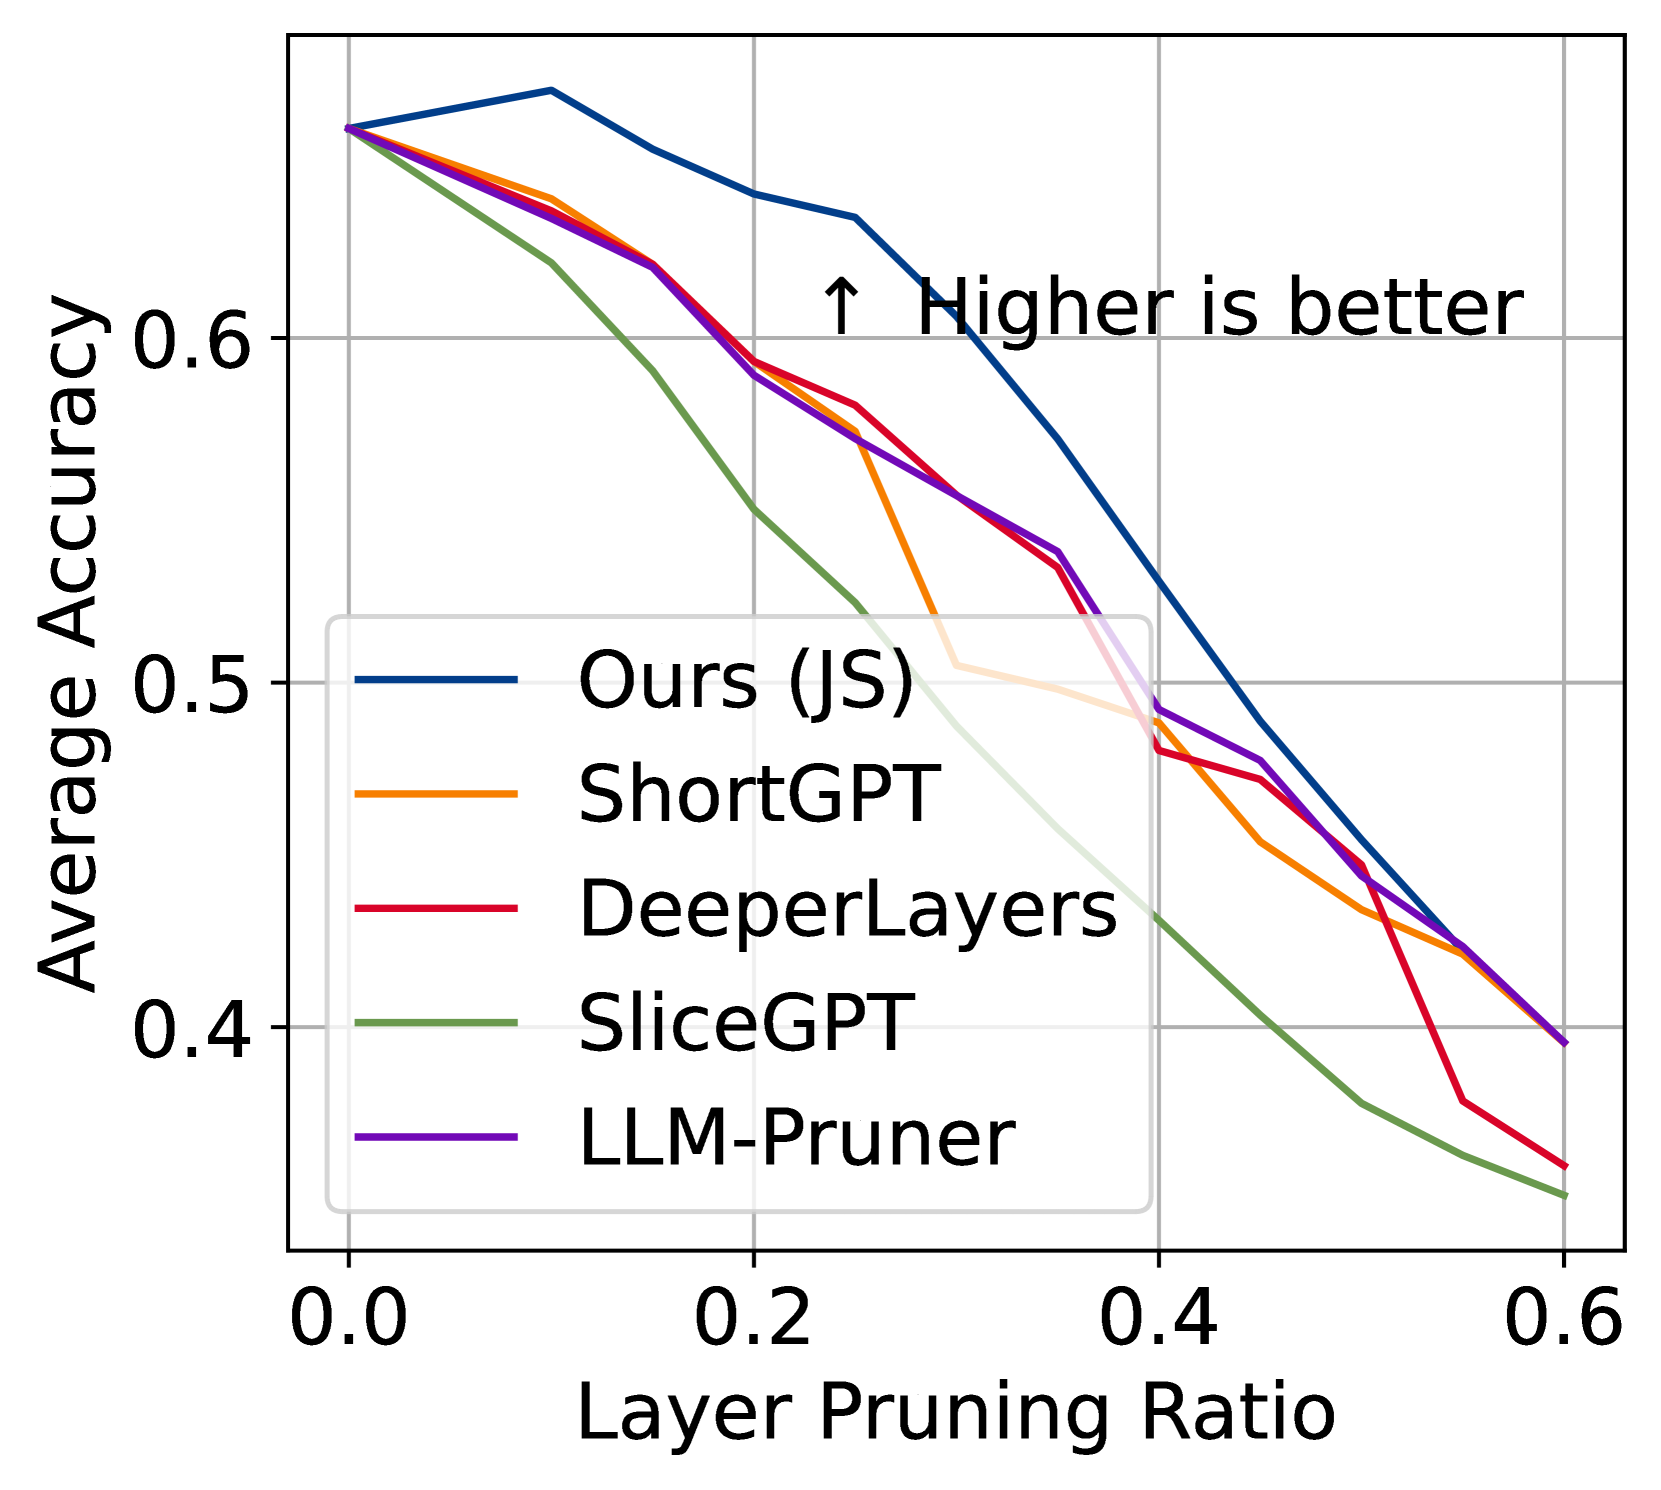 ↑ Higher is better
Average Accuracy
0.6
0.5
0.4
Ours (JS)
ShortGPT
DeeperLayers
SliceGPT
LLM-Pruner
0.0 0.2 0.4 0.6
Layer Pruning Ratio